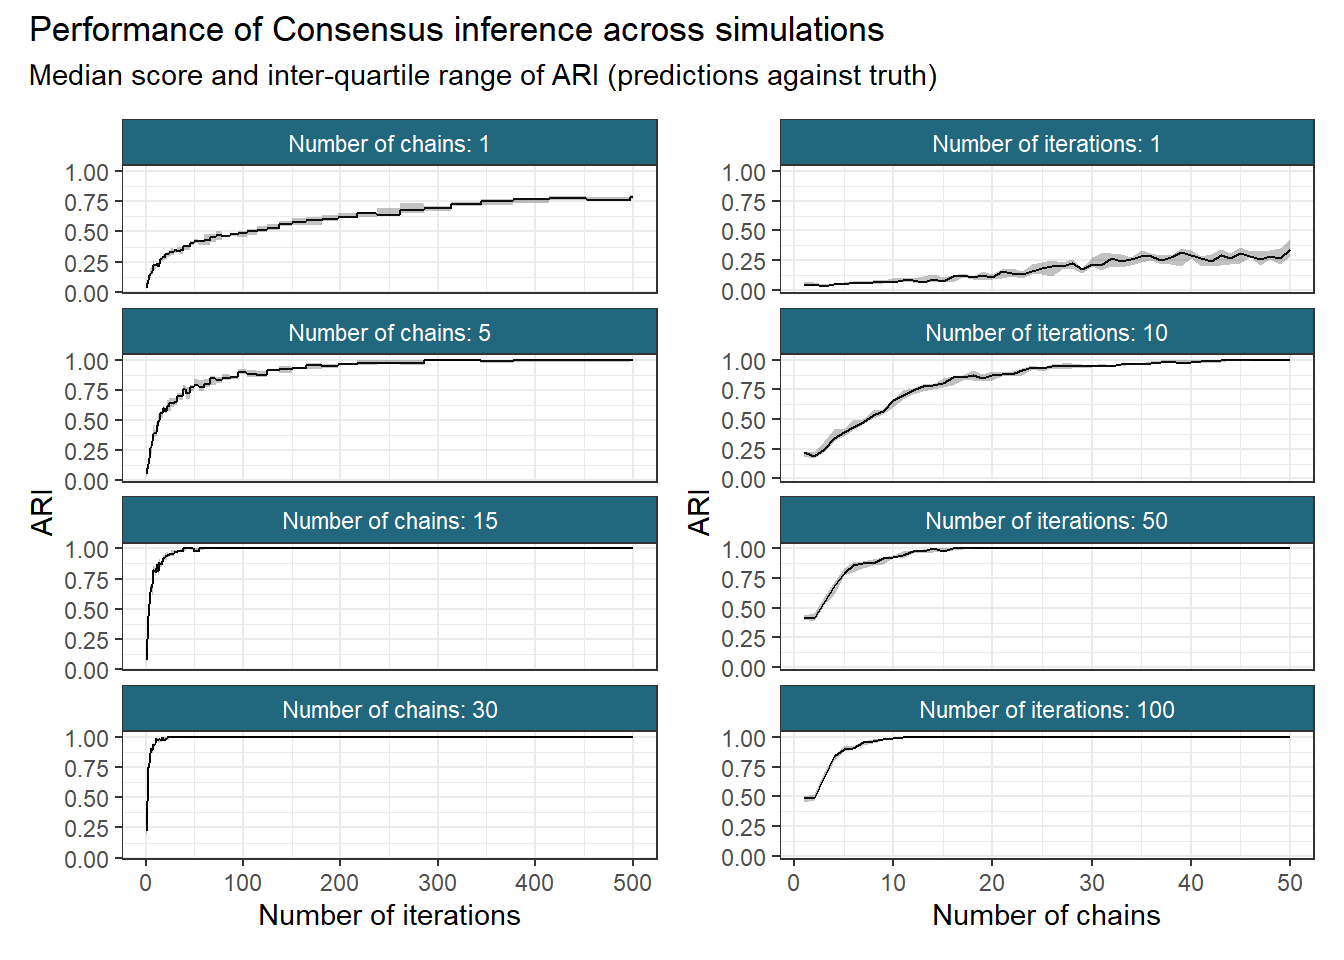 Performance of Consensus inference across simulations
Median score and inter-quartile range of ARI (predictions against truth)
ARI
Number of chains: 1
1.00
0.75
0.50
0.25
0.00
Number of chains: 5
1.00
0.75
0.50
0.25
0.00
Number of chains: 15
1.00
0.75
0.50
0.25
0.00
Number of chains: 30
1.00
0.75
0.50
0.25
0.00
0 100 200 300 400 500
Number of iterations
ARI
Number of iterations: 1
1.00
0.75
0.50
0.25
0.00
Number of iterations: 10
1.00
0.75
0.50
0.25
0.00
Number of iterations: 50
1.00
0.75
0.50
0.25
0.00
Number of iterations: 100
1.00
0.75
0.50
0.25
0.00
0 10 20 30 40 50
Number of chains